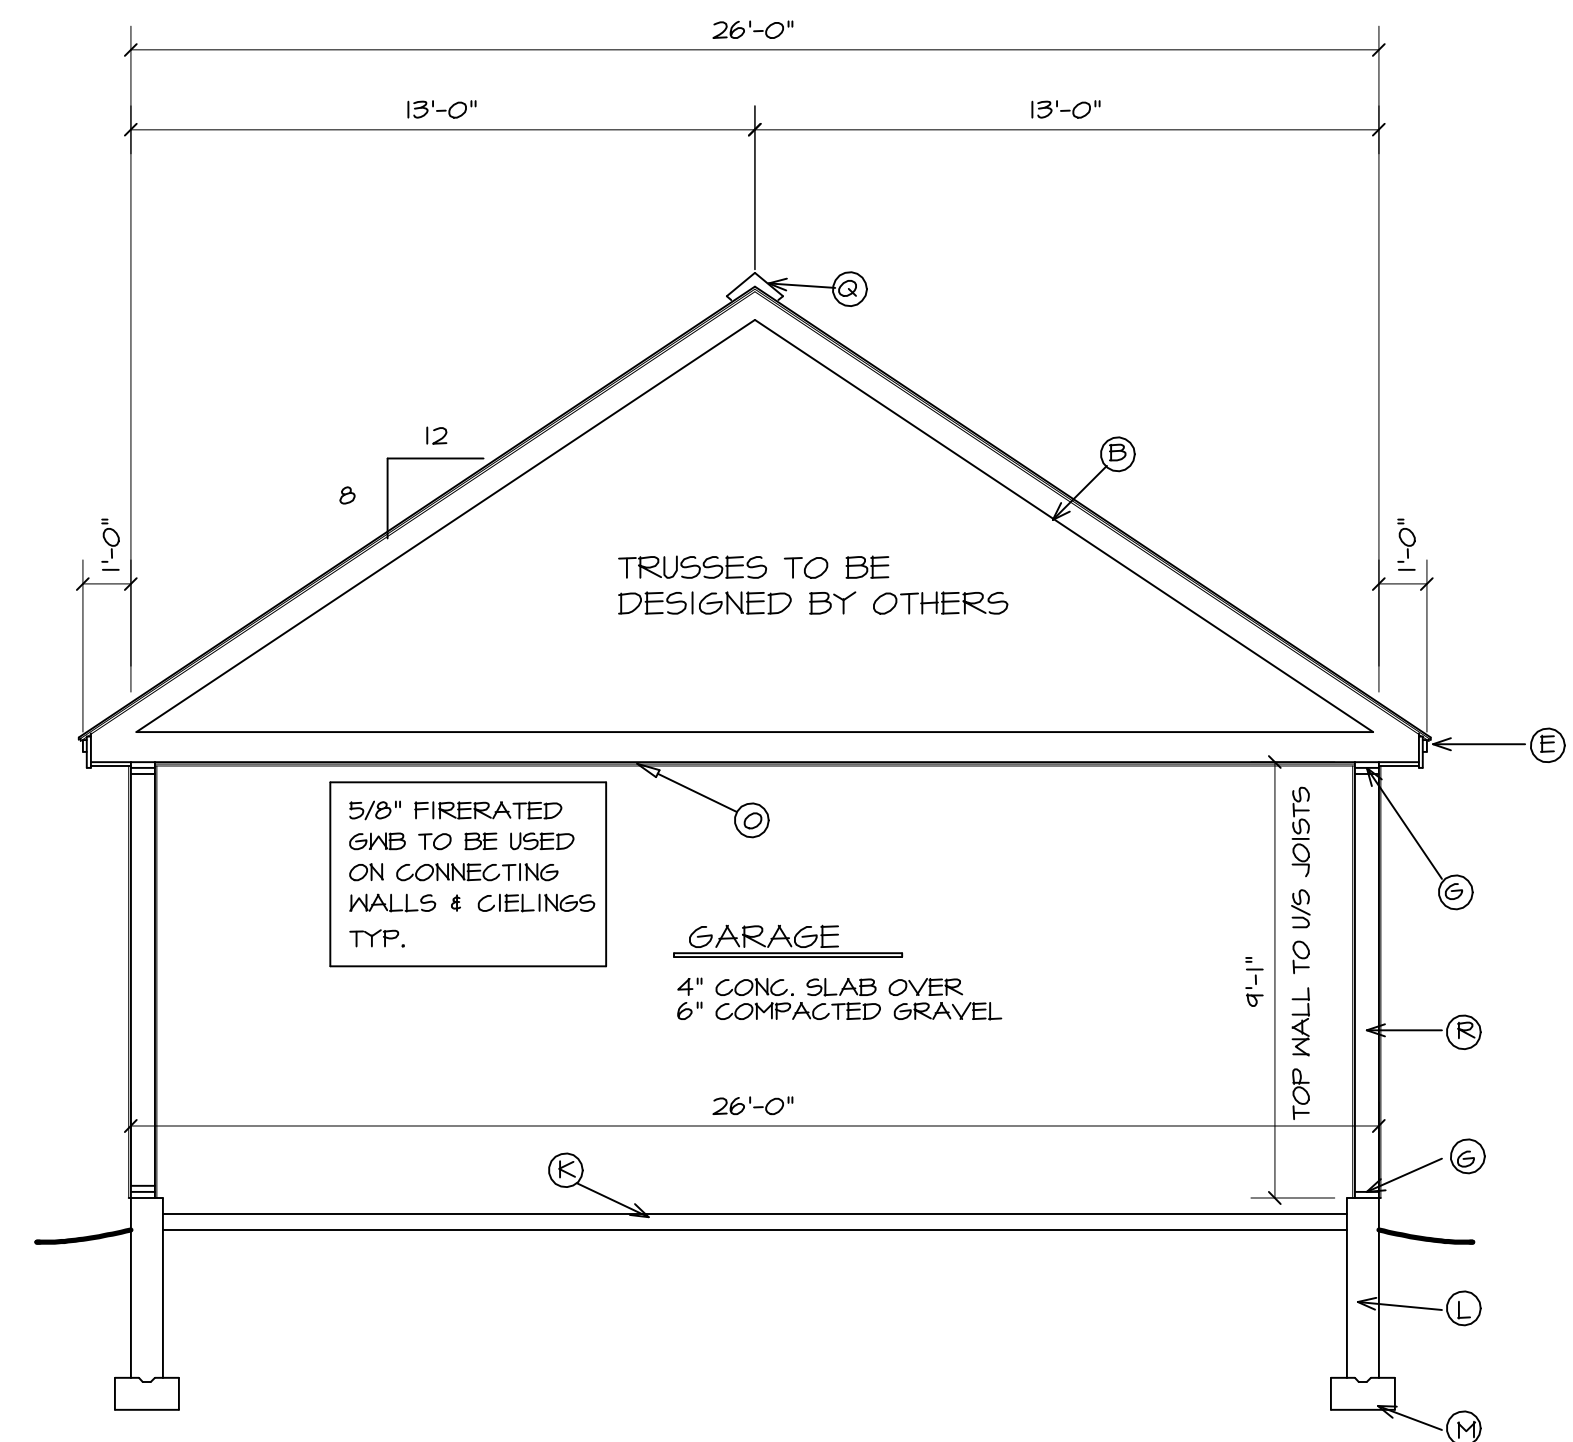 26'-0"
13'-0" 13'-0"
Q
12
B
8
1'-0" 1'-0"
TRUSSES TO BE
DESIGNED BY OTHERS
E
5/8" FIRERATED
GWB TO BE USED
ON CONNECTING
WALLS & CIELINGS
TYP.
O
G
GARAGE
4" CONC. SLAB OVER
6" COMPACTED GRAVEL
9'-1"
TOP WALL TO U/S JOISTS
R
26'-0"
K
G
L
M